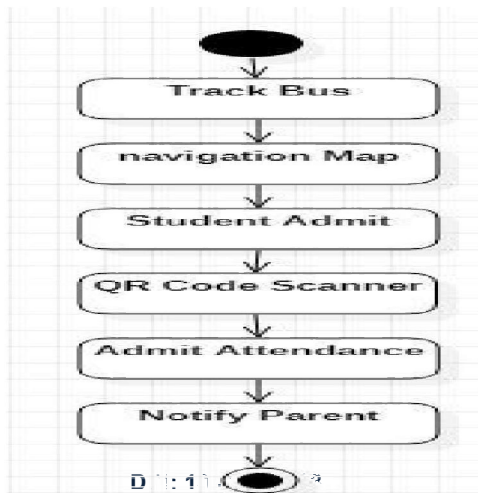 Track Bus
navigation Map
Student Admit
QR Code Scanner
Admit Attendance
Notify Parent